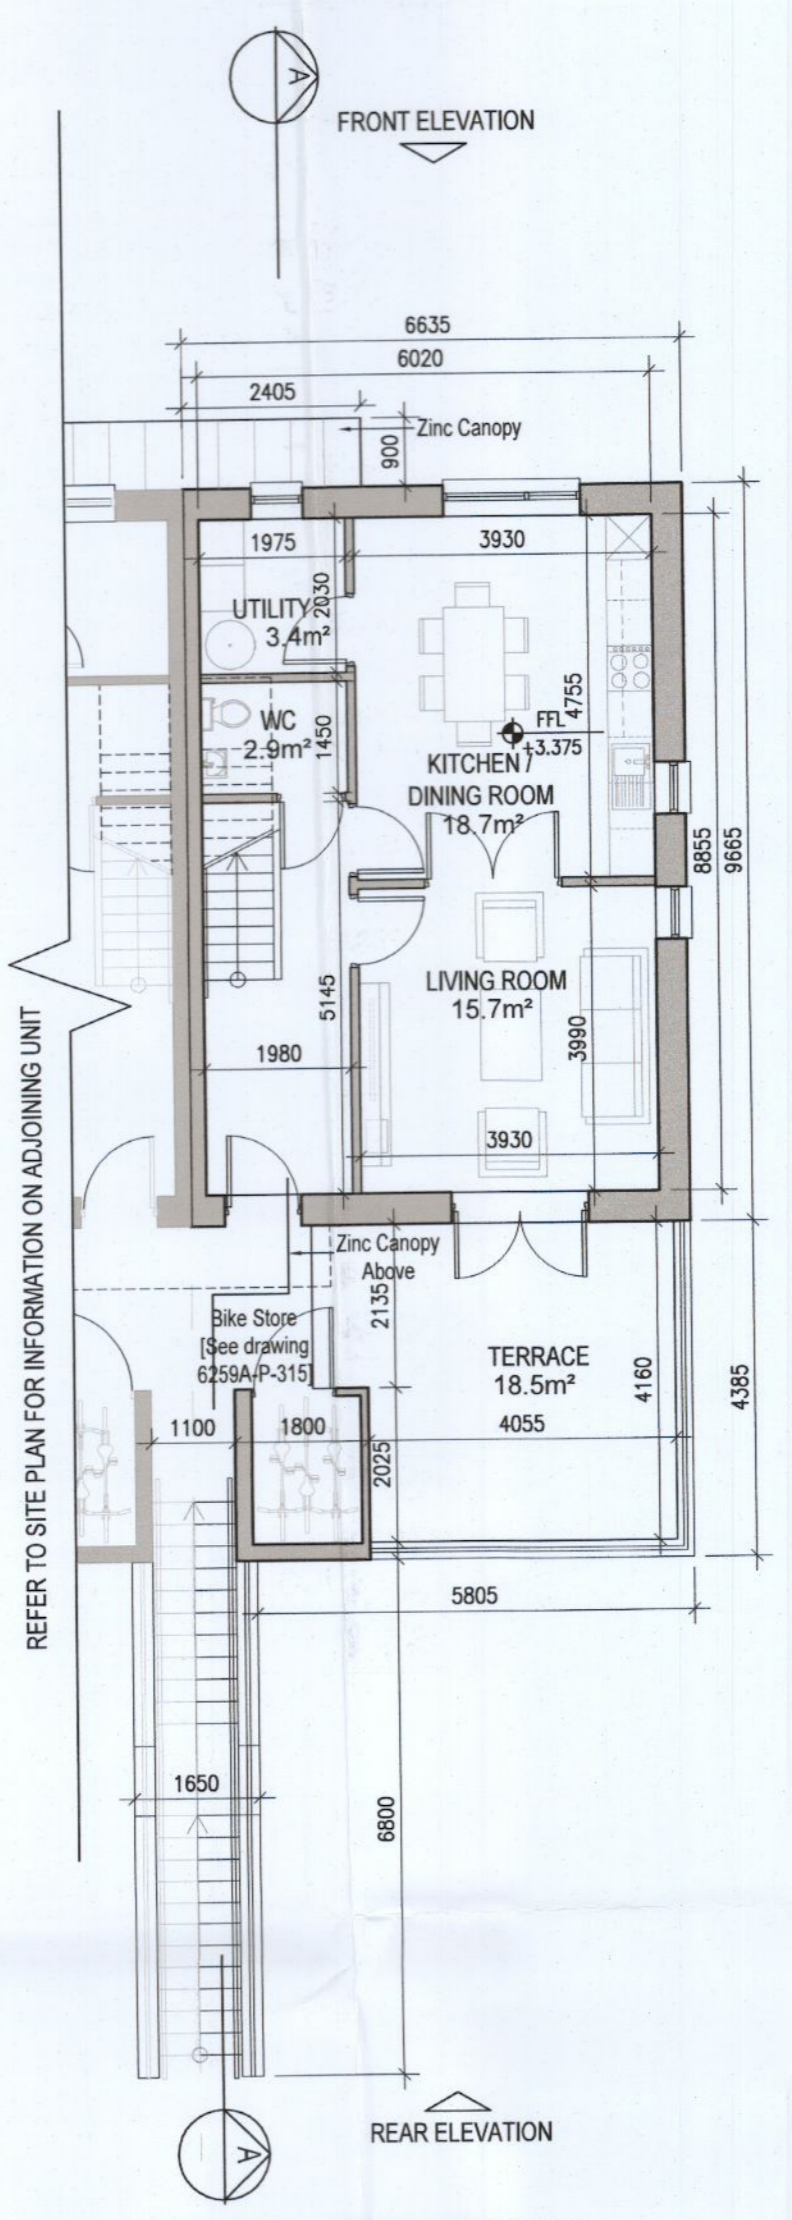 A
FRONT ELEVATION
6635
6020
2405
Zinc Canopy
900
1975
3930
2030
UTILITY
3.4m²
4755
WC
2.9m²
1450
FFL
+3.375
KITCHEN /
DINING ROOM
18.7m²
8855
9665
LIVING ROOM
15.7m²
5145
3990
1980
3930
REFER TO SITE PLAN FOR INFORMATION ON ADJOINING UNIT
Zinc Canopy
Above
2135
Bike Store
[See drawing
6259A-P-315]
TERRACE
18.5m²
4160
4385
1100
1800
4055
2025
5805
1650
6800
REAR ELEVATION
A